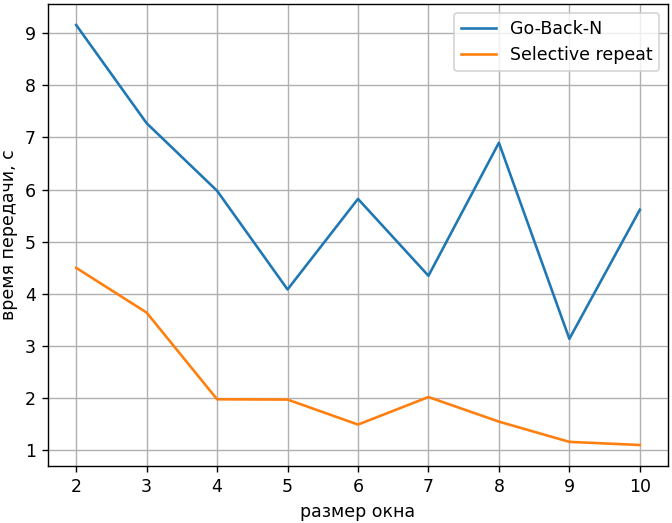 Go-Back-N
Selective repeat
время передачи, с
9
8
7
6
5
4
3
2
1
2 3 4 5 6 7 8 9 10
размер окна